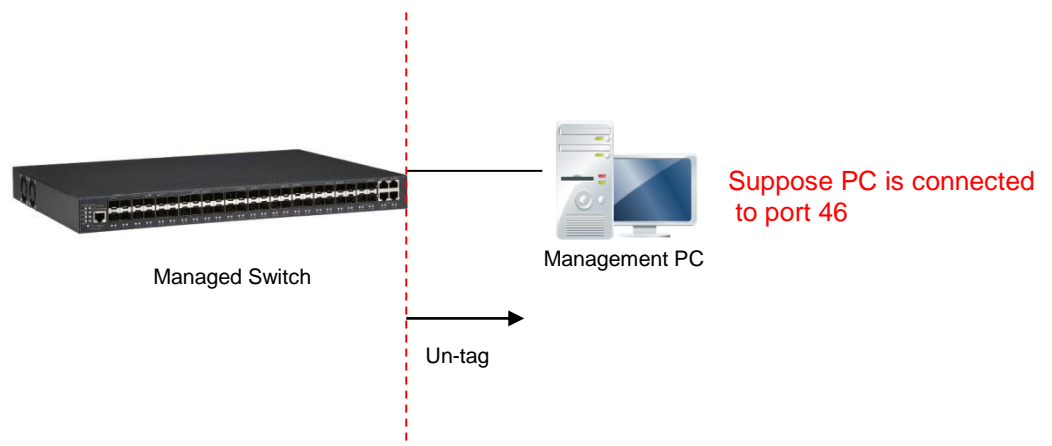 Suppose PC is connected
to port 46
Management PC
Managed Switch
Un-tag